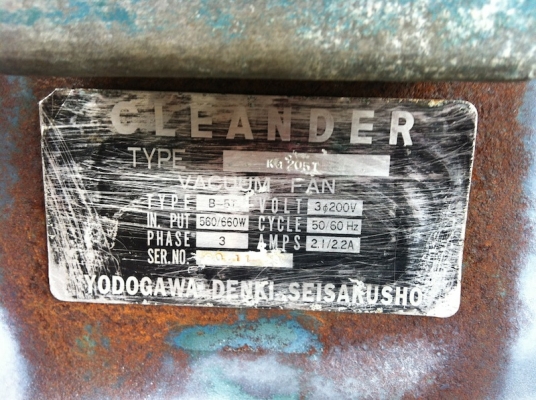 CLEANDER
TYPE
VACUUM FAN
TYPE VOLT 3φ200V
IN PUT 560/660W CYCLE 50/60 Hz
PHASE 3 AMPS 2.1/2.2A
SER.NO.
YODOGAWA DENKI SEISAKUSHO